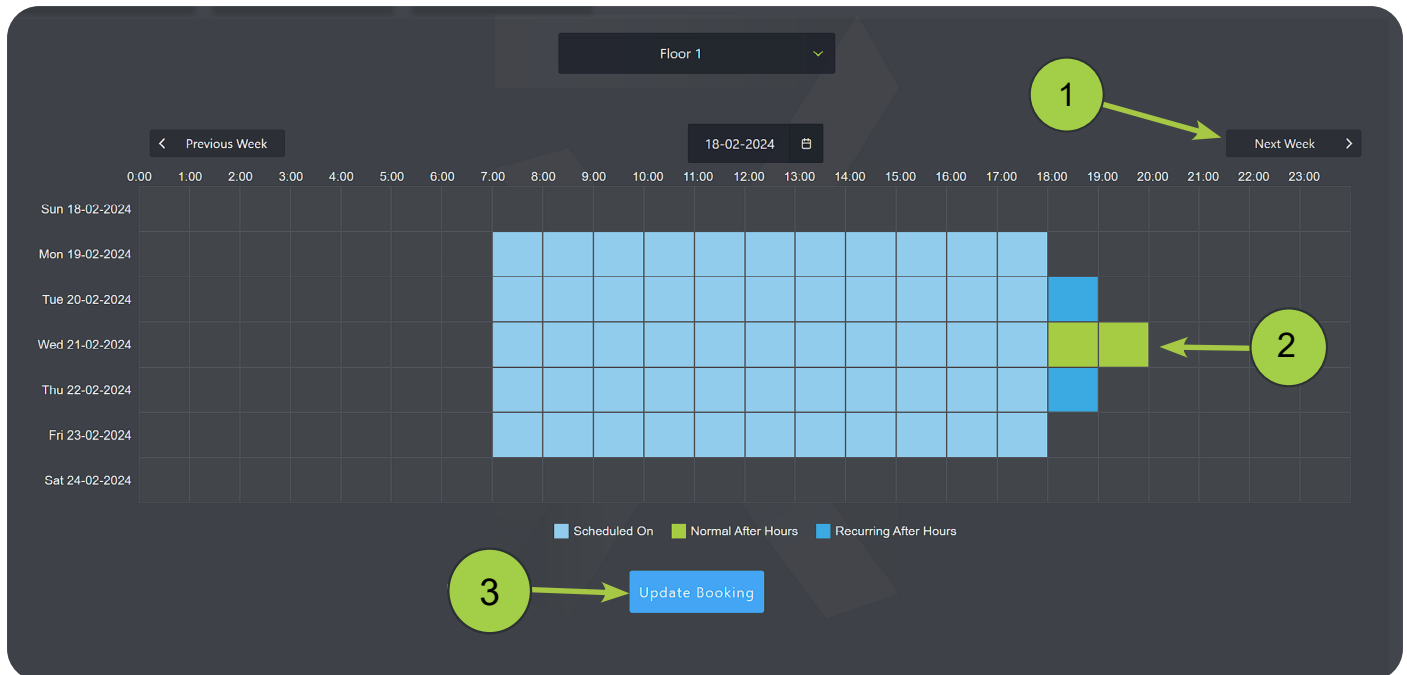 Floor 1
1
Previous Week
18-02-2024
Next Week
0:00 1:00 2:00 3:00 4:00 5:00 6:00 7:00 8:00 9:00 10:00 11:00 12:00 13:00 14:00 15:00 16:00 17:00 18:00 19:00 20:00 21:00 22:00 23:00
Sun 18-02-2024
Mon 19-02-2024
Tue 20-02-2024
Wed 21-02-2024
2
Thu 22-02-2024
Fri 23-02-2024
Sat 24-02-2024
Scheduled On Normal After Hours Recurring After Hours
3
Update Booking